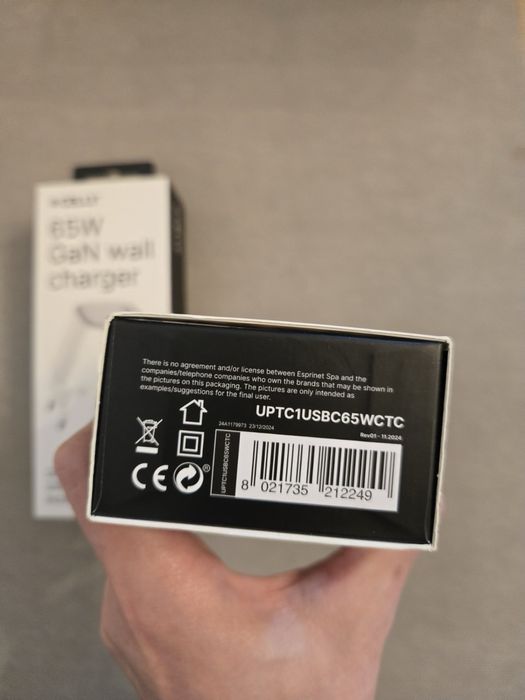 65W
GaN wall
charger
There is no agreement and/or license between Esprinet Spa and the
companies/telephone companies who own the brands that may be shown in
the pictures on this packaging. The pictures are only intended as
examples/suggestions for the final user.
UPTC1USBC65WCTC
24A1179973 23/12/2024
Rev01 - 11.2024
UPTC1USBC65WCTC
CE
®
8 021735 212249